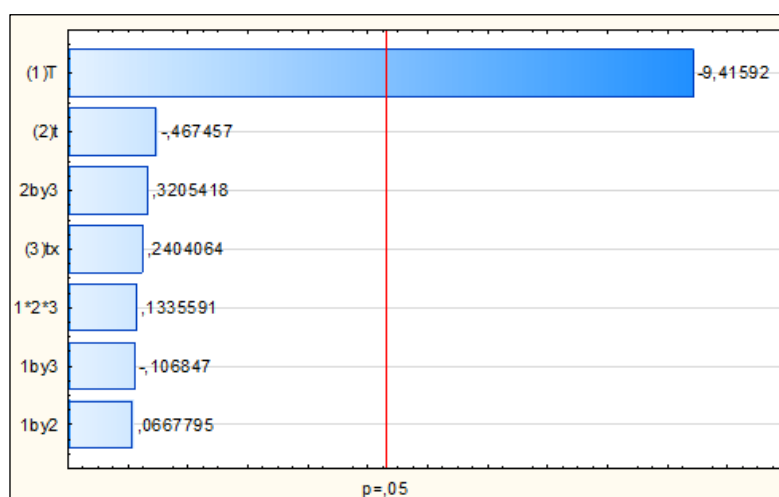 (1)T -9,41592
(2)t -,467457
2by3 ,3205418
(3)tx ,2404064
1*2*3 ,1335591
1by3 -,106847
1by2 ,0667795
p=,05